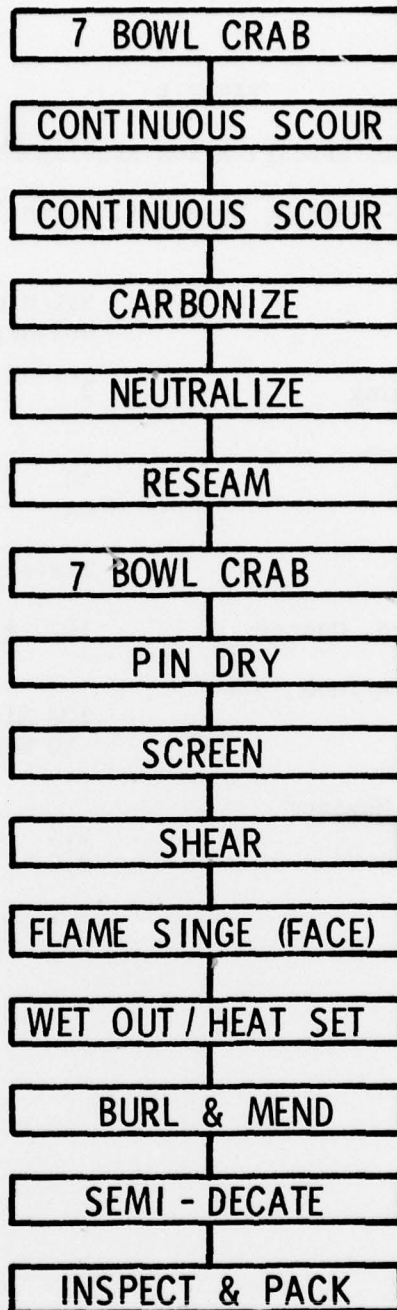 7 BOWL CRAB
CONTINUOUS SCOUR
CONTINUOUS SCOUR
CARBONIZE
NEUTRALIZE
RESEAM
7 BOWL CRAB
PIN DRY
SCREEN
SHEAR
FLAME SINGE (FACE)
WET OUT / HEAT SET
BURL & MEND
SEMI - DECATE
INSPECT & PACK